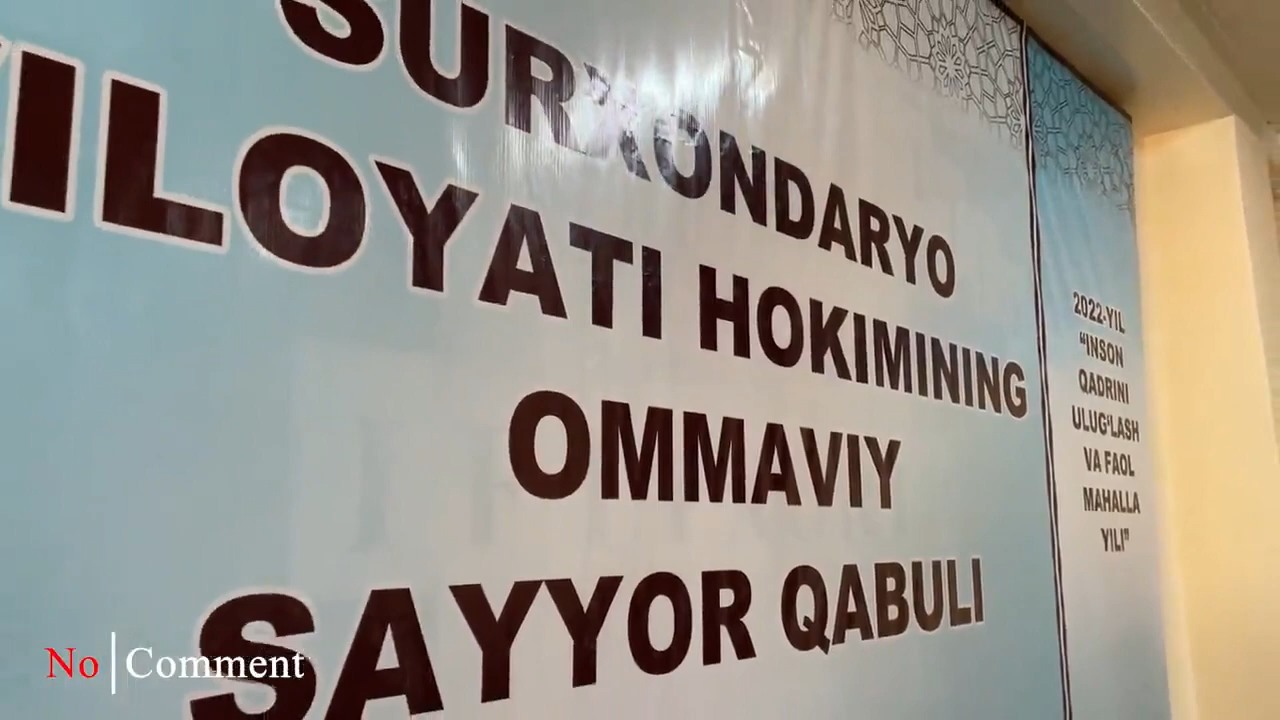 SURXONDARYO
VILOYATI HOKIMINING
OMMAVIY
SAYYOR QABULI
2022-YIL
“INSON
QADRINI
ULUG‘LASH
VA FAOL
MAHALLA
YILI”
No | Comment